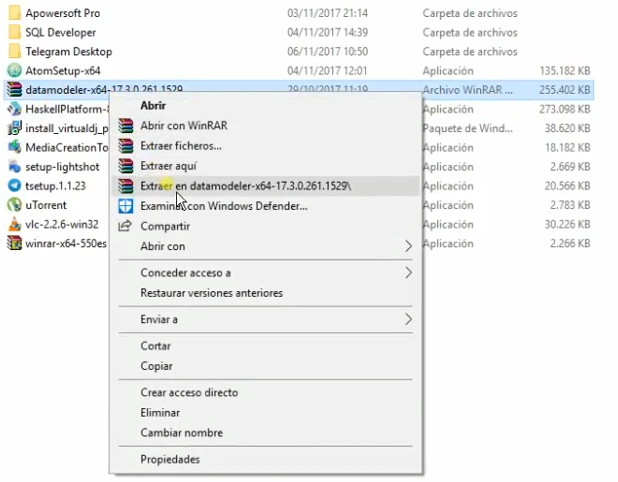 Apowersoft Pro 03/11/2017 21:14 Carpeta de archivos
SQL Developer 04/11/2017 14:39 Carpeta de archivos
Telegram Desktop 06/11/2017 10:50 Carpeta de archivos
AtomSetup-x64 04/11/2017 12:01 Aplicación 135.182 KB
datamodeler-x64-17.3.0.261.1529 29/10/2017 11:19 Archivo WinRAR ... 255.402 KB
HaskellPlatform-8 Aplicación 273.098 KB
install_virtualdj_p Paquete de Wind... 38.620 KB
MediaCreationTo Aplicación 18.182 KB
setup-lightshot Aplicación 2.669 KB
tsetup.1.1.23 Aplicación 20.566 KB
uTorrent Aplicación 2.783 KB
vlc-2.2.6-win32 Aplicación 30.226 KB
winrar-x64-550es Aplicación 2.266 KB
Abrir
Abrir con WinRAR
Extraer ficheros...
Extraer aquí
Extraer en datamodeler-x64-17.3.0.261.1529\
Examinar con Windows Defender...
Compartir
Abrir con
Conceder acceso a
Restaurar versiones anteriores
Enviar a
Cortar
Copiar
Crear acceso directo
Eliminar
Cambiar nombre
Propiedades